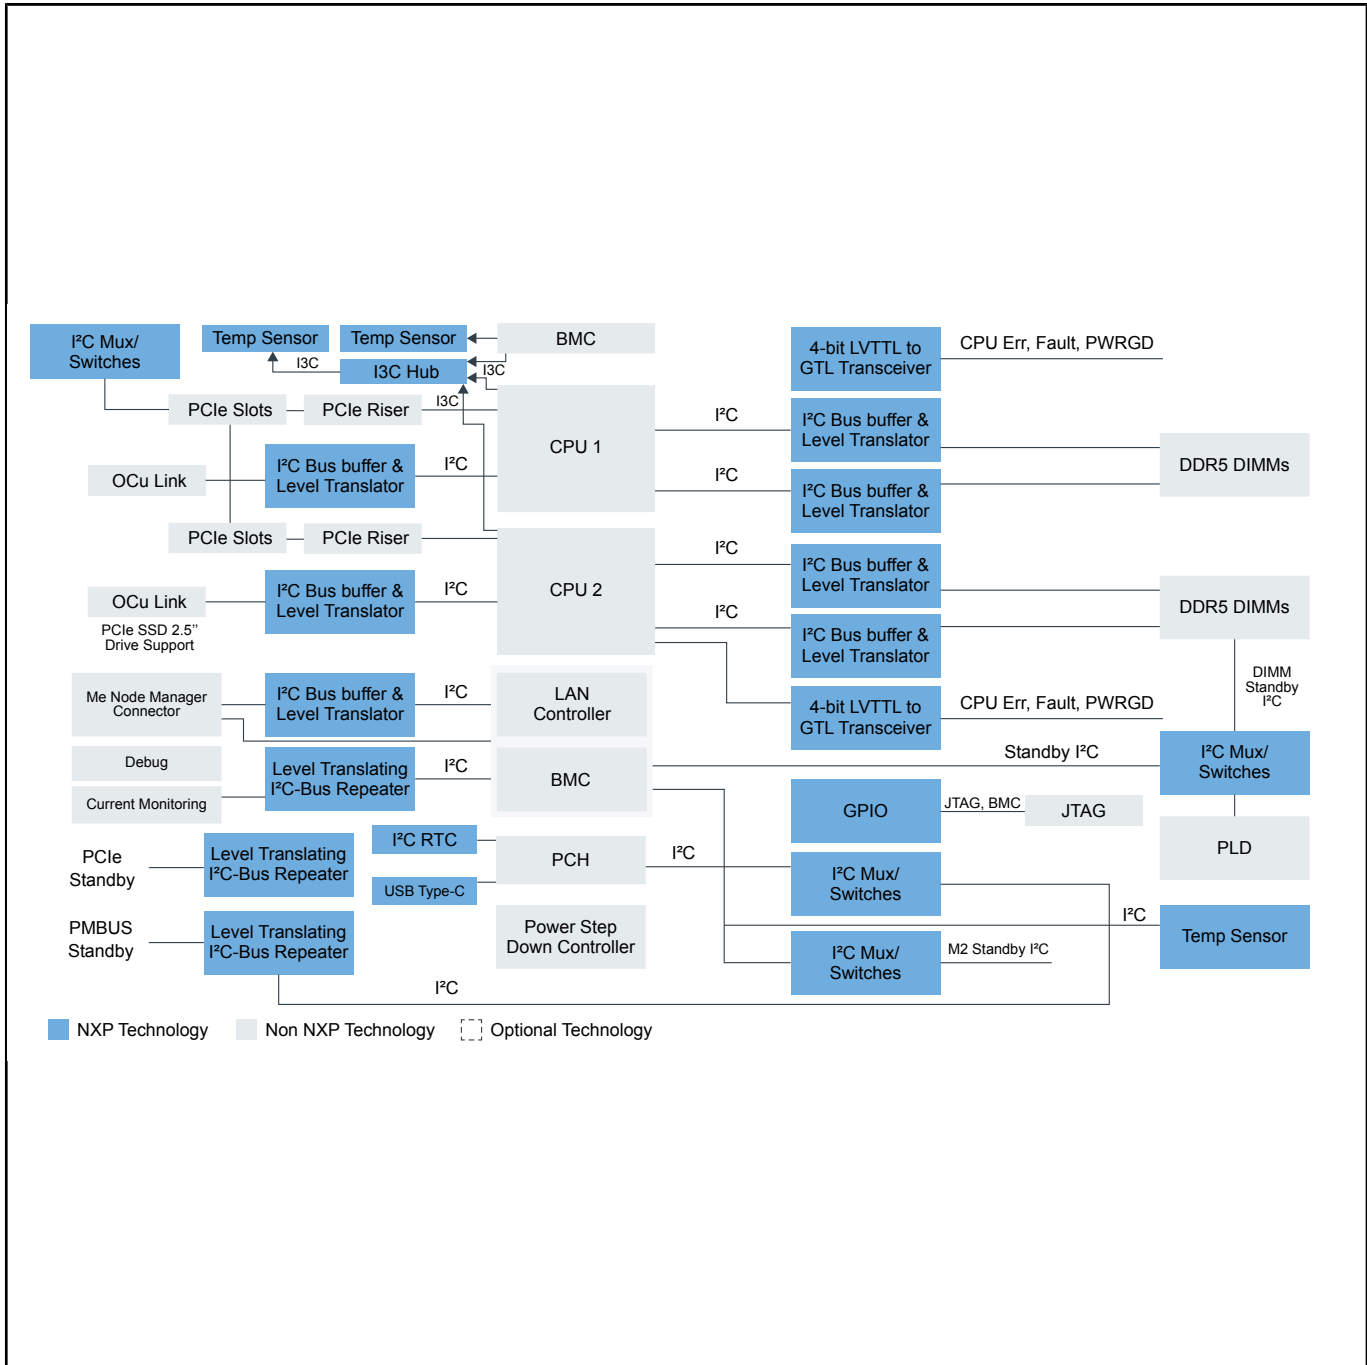 I²C Mux/
Switches
Temp Sensor
Temp Sensor
BMC
I3C
I3C Hub
I3C
PCIe Slots
PCIe Riser
I3C
CPU 1
OCu Link
I²C Bus buffer &
Level Translator
I²C
PCIe Slots
PCIe Riser
CPU 2
OCu Link
PCIe SSD 2.5”
Drive Support
I²C Bus buffer &
Level Translator
I²C
Me Node Manager
Connector
I²C Bus buffer &
Level Translator
I²C
LAN
Controller
Debug
Current Monitoring
Level Translating
I²C-Bus Repeater
I²C
BMC
PCIe
Standby
Level Translating
I²C-Bus Repeater
I²C RTC
USB Type-C
PCH
I²C
PMBUS
Standby
Level Translating
I²C-Bus Repeater
Power Step
Down Controller
I²C
4-bit LVTTL to
GTL Transceiver
CPU Err, Fault, PWRGD
I²C
I²C Bus buffer &
Level Translator
I²C
I²C Bus buffer &
Level Translator
DDR5 DIMMs
I²C
I²C Bus buffer &
Level Translator
I²C
I²C Bus buffer &
Level Translator
DDR5 DIMMs
DIMM
Standby
I²C
4-bit LVTTL to
GTL Transceiver
CPU Err, Fault, PWRGD
Standby I²C
I²C Mux/
Switches
GPIO
JTAG, BMC
JTAG
PLD
I²C Mux/
Switches
I²C
Temp Sensor
I²C Mux/
Switches
M2 Standby I²C
NXP Technology
Non NXP Technology
Optional Technology